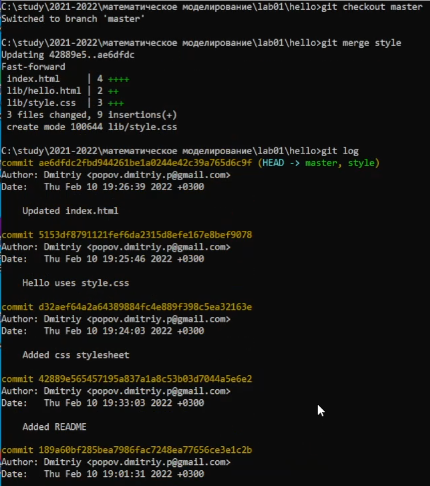 C:\study\2021-2022\математическое моделирование\lab01\hello>git checkout master
Switched to branch 'master'
C:\study\2021-2022\математическое моделирование\lab01\hello>git merge style
Updating 42889e5..ae6dfdc
Fast-forward
index.html | 4 ++++
lib/hello.html | 2 ++
lib/style.css | 3 +++
3 files changed, 9 insertions(+)
create mode 100644 lib/style.css
C:\study\2021-2022\математическое моделирование\lab01\hello>git log
commit ae6dfdc2fbd944261be1a0244e42c39a765d6c9f (HEAD -> master, style)
Author: Dmitriy <popov.dmitriy.p@gmail.com>
Date: Thu Feb 10 19:26:39 2022 +0300
Updated index.html
commit 5153df8791121fef6da2315d8efe167e8bef9078
Author: Dmitriy <popov.dmitriy.p@gmail.com>
Date: Thu Feb 10 19:25:46 2022 +0300
Hello uses style.css
commit d32aef64a2a64389884fc4e889f398c5ea32163e
Author: Dmitriy <popov.dmitriy.p@gmail.com>
Date: Thu Feb 10 19:24:03 2022 +0300
Added css stylesheet
commit 42889e565457195a837a1a8c53b03d7044a5e6e2
Author: Dmitriy <popov.dmitriy.p@gmail.com>
Date: Thu Feb 10 19:33:03 2022 +0300
Added README
commit 189a60bf285bea7986fac7248ea77656ce3e1c2b
Author: Dmitriy <popov.dmitriy.p@gmail.com>
Date: Thu Feb 10 19:01:31 2022 +0300